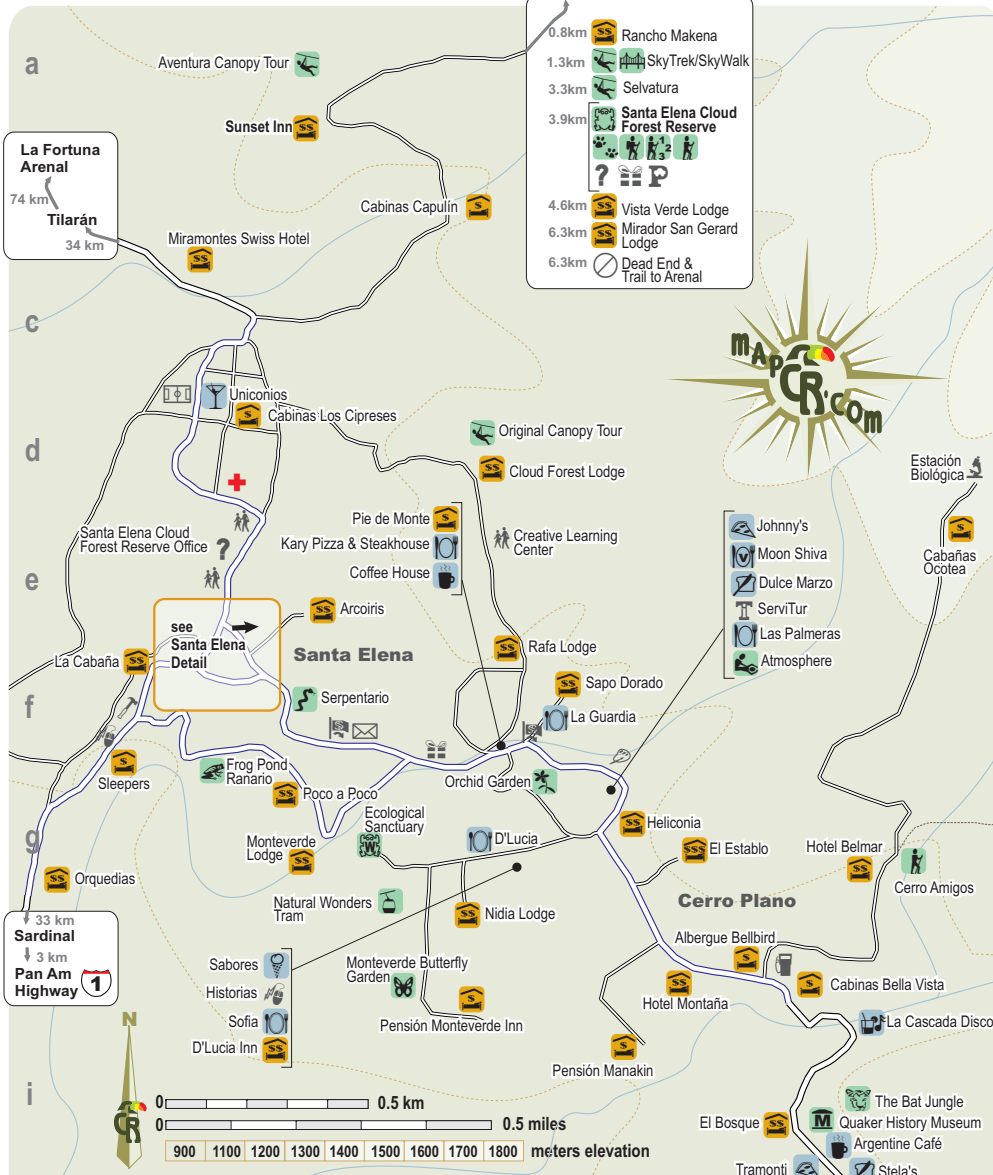 a
Aventura Canopy Tour
Sunset Inn
0.8km Rancho Makena
1.3km SkyTrek/SkyWalk
3.3km Selvatura
3.9km Santa Elena Cloud
Forest Reserve
1 2
3
?
P
4.6km Vista Verde Lodge
6.3km Mirador San Gerard
Lodge
6.3km Dead End &
Trail to Arenal
La Fortuna
Arenal
74 km
Tilarán
34 km
Cabinas Capulín
Miramontes Swiss Hotel
c
mapCR.com
Uniconios
Cabinas Los Cipreses
d
Original Canopy Tour
Cloud Forest Lodge
Estación
Biológica
Cabañas
Ocotea
Santa Elena Cloud
Forest Reserve Office ?
Pie de Monte
Kary Pizza & Steakhouse
Coffee House
Creative Learning
Center
Johnny's
Moon Shiva
Dulce Marzo
ServiTur
Las Palmeras
Atmosphere
e
see
Santa Elena
Detail
Arcoiris
Santa Elena
La Cabaña
Rafa Lodge
Sapo Dorado
La Guardia
f
Serpentario
Sleepers
Frog Pond
Ranario
Poco a Poco
Orchid Garden
Ecological
Sanctuary
g
Monteverde
Lodge
D'Lucia
Heliconia
El Establo
Hotel Belmar
Cerro Amigos
Orquedias
Natural Wonders
Tram
Nidia Lodge
Cerro Plano
33 km
Sardinal
3 km
Pan Am
Highway 1
Albergue Bellbird
Cabinas Bella Vista
Hotel Montaña
Sabores
Historias
Sofia
D'Lucia Inn
Monteverde Butterfly
Garden
Pensión Monteverde Inn
Pensión Manakin
La Cascada Disco
N
CR
i
0 0.5 km
0 0.5 miles
900 1100 1200 1300 1400 1500 1600 1700 1800 meters elevation
The Bat Jungle
El Bosque
Quaker History Museum
Argentine Café
Tramonti
Stela's